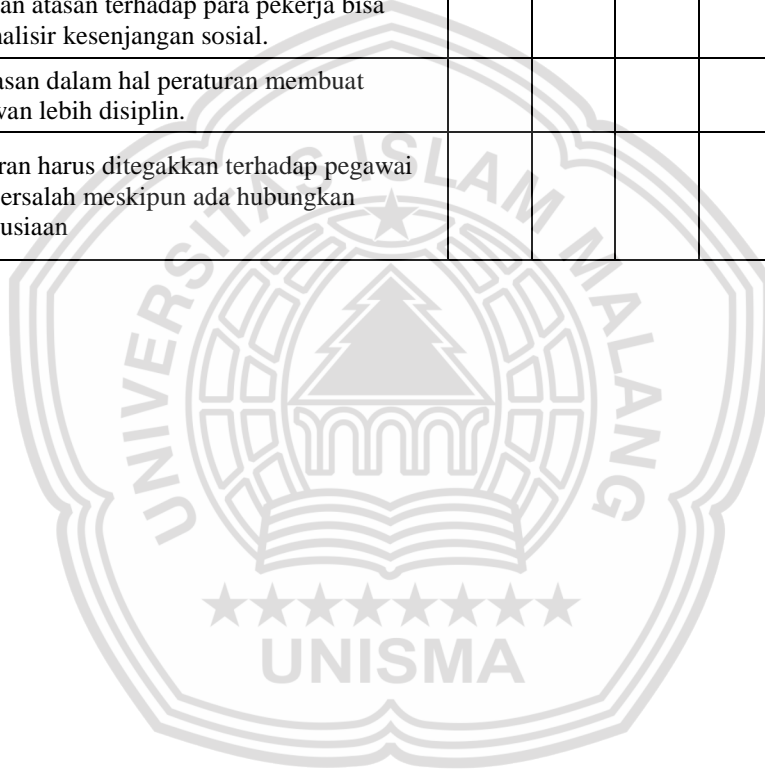 an atasan terhadap para pekerja bisa
alisir kesenjangan sosial.
asan dalam hal peraturan membuat
wan lebih disiplin.
ran harus ditegakkan terhadap pegawai
ersalah meskipun ada hubungkan
usiaan
UNIVERSITAS ISLAM MALANG
UNISMA